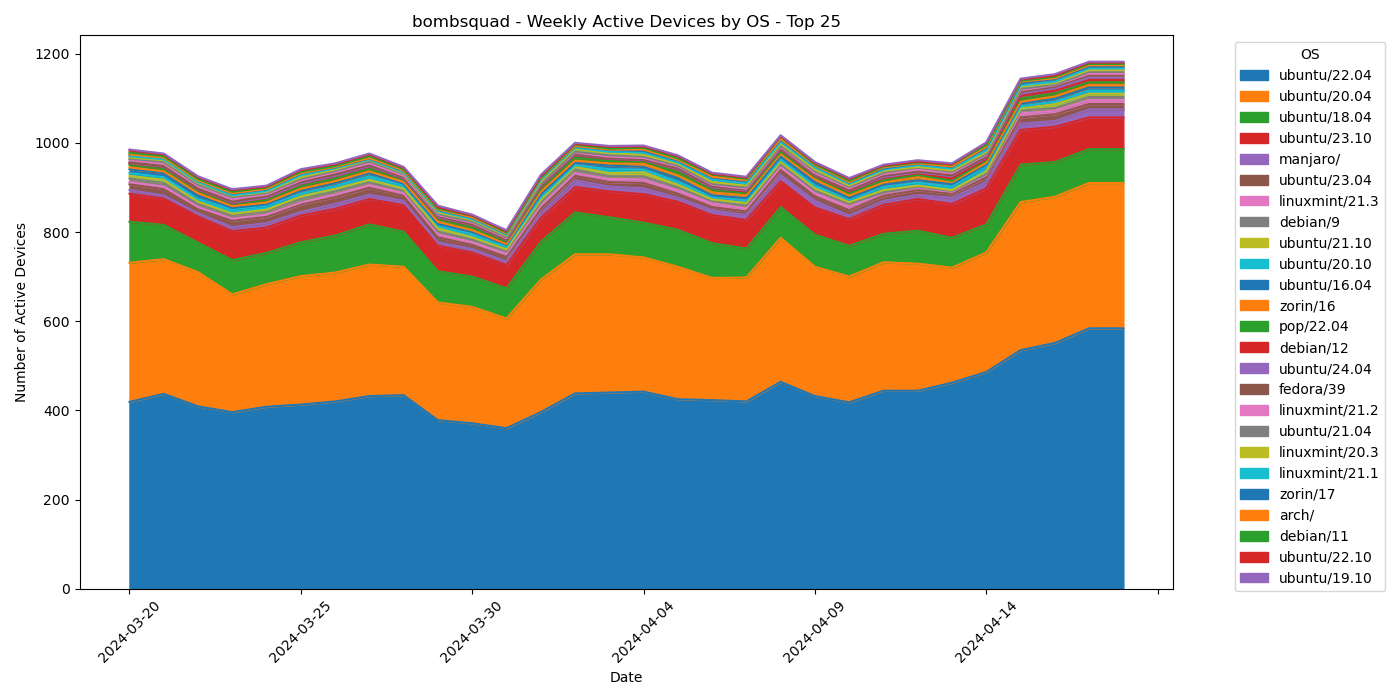 bombsquad - Weekly Active Devices by OS - Top 25
Number of Active Devices
1200
1000
800
600
400
200
0
2024-03-20
2024-03-25
2024-03-30
2024-04-04
2024-04-09
2024-04-14
Date
OS
ubuntu/22.04
ubuntu/20.04
ubuntu/18.04
ubuntu/23.10
manjaro/
ubuntu/23.04
linuxmint/21.3
debian/9
ubuntu/21.10
ubuntu/20.10
ubuntu/16.04
zorin/16
pop/22.04
debian/12
ubuntu/24.04
fedora/39
linuxmint/21.2
ubuntu/21.04
linuxmint/20.3
linuxmint/21.1
zorin/17
arch/
debian/11
ubuntu/22.10
ubuntu/19.10